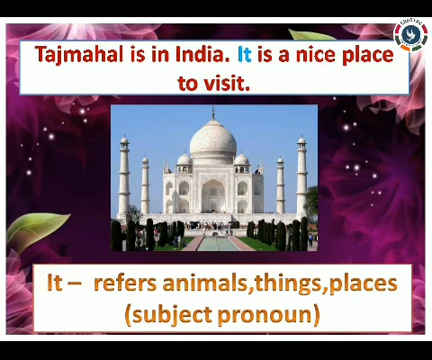 Tajmahal is in India. It is a nice place
to visit.
It – refers animals,things,places
(subject pronoun)